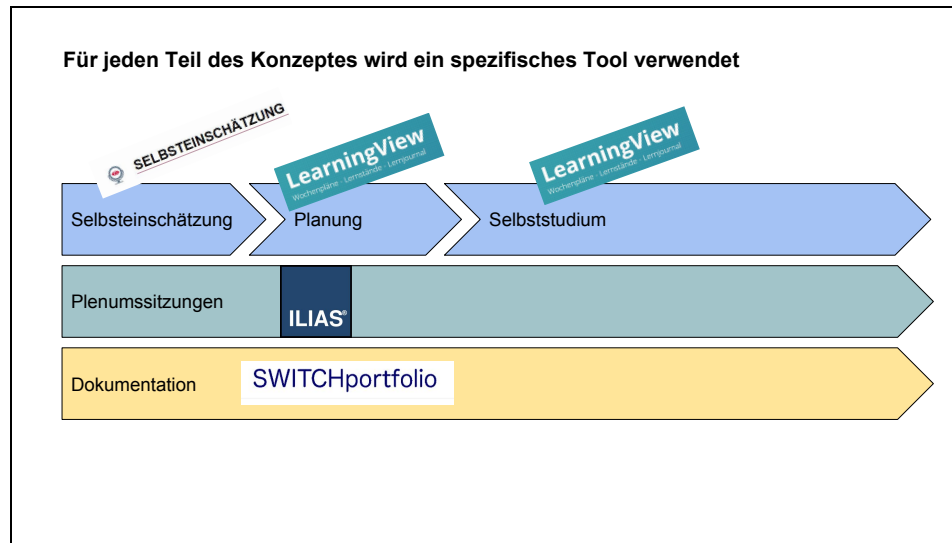 Für jeden Teil des Konzeptes wird ein spezifisches Tool verwendet
SELBSTEINSCHÄTZUNG
LearningView
Wochenpläne - Lernstände - Lernjournal
LearningView
Wochenpläne - Lernstände - Lernjournal
Selbsteinschätzung
Planung
Selbststudium
Plenumssitzungen
ILIAS®
Dokumentation
SWITCHportfolio